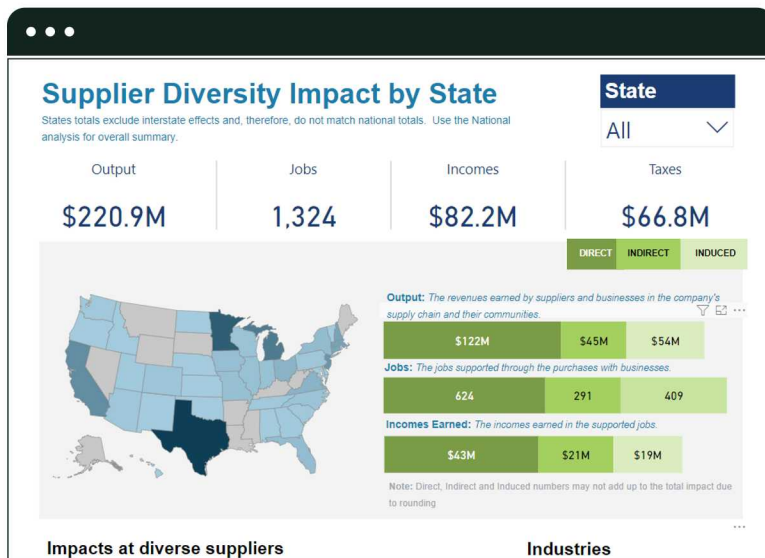 Supplier Diversity Impact by State
States totals exclude interstate effects and, therefore, do not match national totals. Use the National
analysis for overall summary.
State
All
Output
Jobs
Incomes
Taxes
$220.9M
1,324
$82.2M
$66.8M
DIRECT
INDIRECT
INDUCED
Output: The revenues earned by suppliers and businesses in the company's
supply chain and their communities.
$122M
$45M
$54M
Jobs: The jobs supported through the purchases with businesses.
624
291
409
Incomes Earned: The incomes earned in the supported jobs.
$43M
$21M
$19M
Note: Direct, Indirect and Induced numbers may not add up to the total impact due
to rounding
Impacts at diverse suppliers
Industries